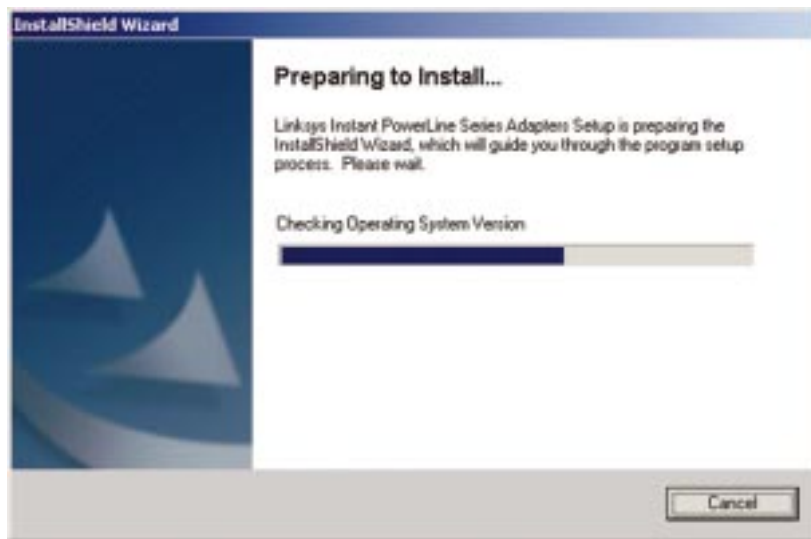 InstallShield Wizard
Preparing to Install...
Linksys Instant PowerLine Series Adapters Setup is preparing the
InstallShield Wizard, which will guide you through the program setup
process. Please wait.
Checking Operating System Version
Cancel